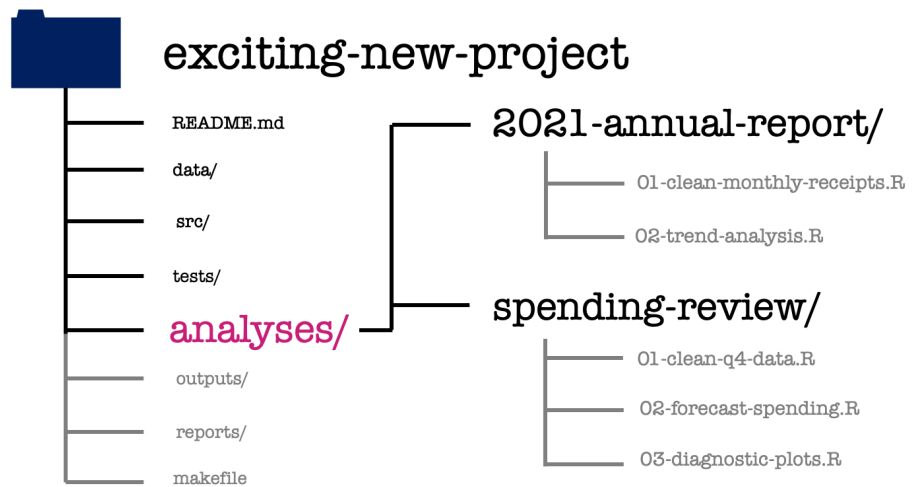 exciting-new-project
README.md
data/
src/
tests/
analyses/
outputs/
reports/
makefile
2021-annual-report/
01-clean-monthly-receipts.R
02-trend-analysis.R
spending-review/
01-clean-q4-data.R
02-forecast-spending.R
03-diagnostic-plots.R